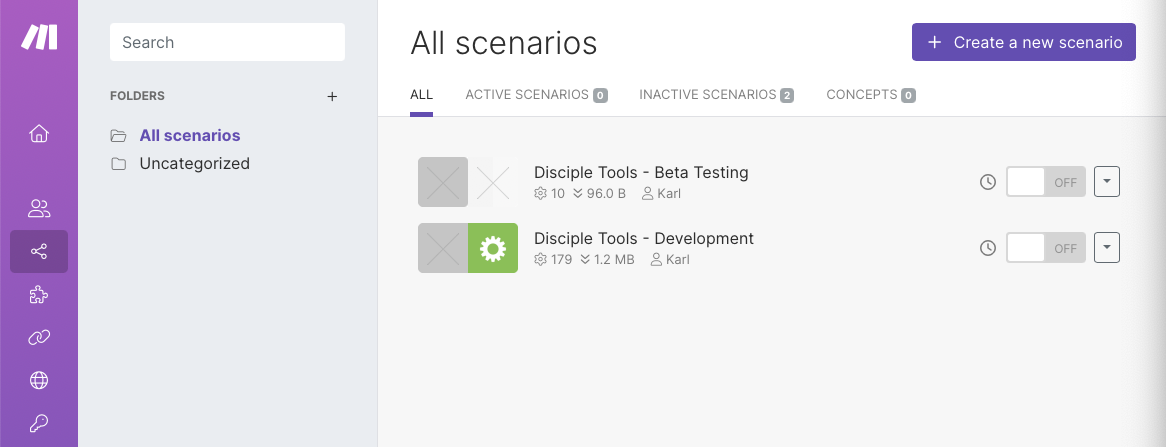 Search
FOLDERS
All scenarios
Uncategorized
All scenarios
Create a new scenario
ALL ACTIVE SCENARIOS 0 INACTIVE SCENARIOS 2 CONCEPTS 0
Disciple Tools - Beta Testing
10 96.0 B Karl
OFF
Disciple Tools - Development
179 1.2 MB Karl
OFF